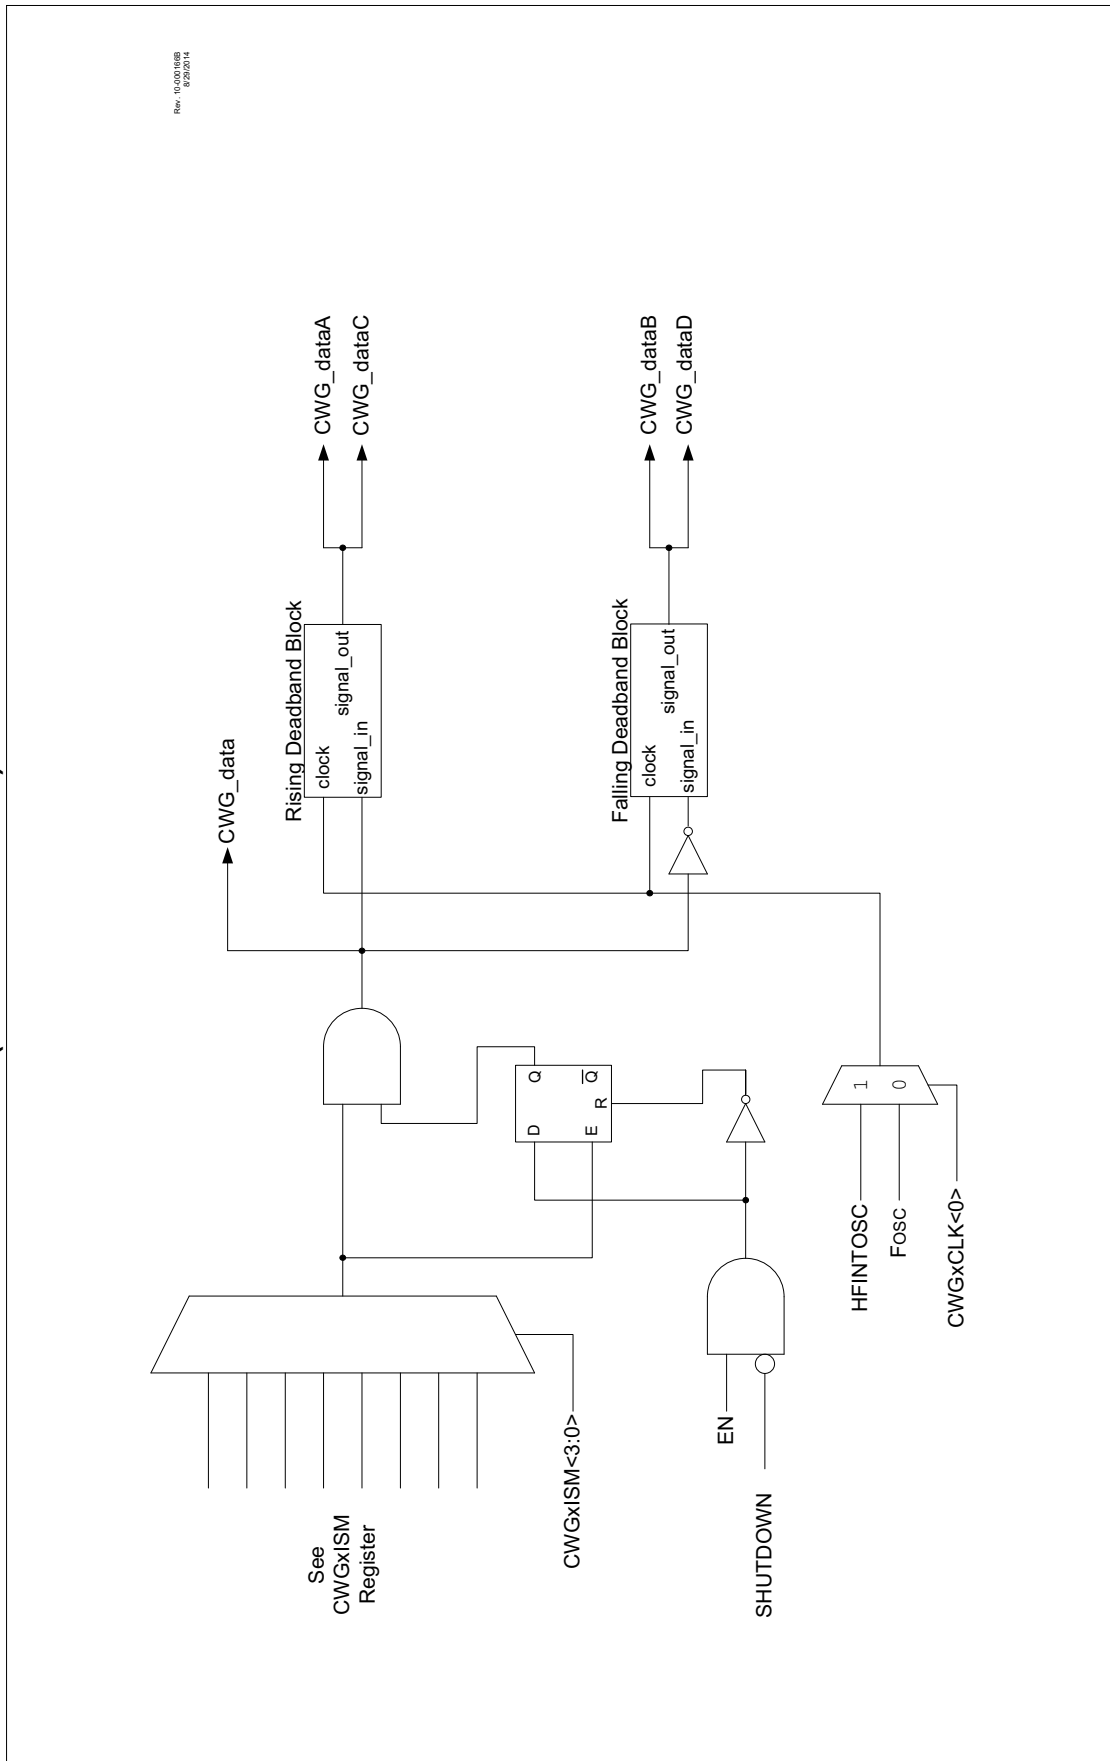 Rev. 10-000166B
8/29/2014
CWG_data
Rising Deadband Block
clock
signal_out
signal_in
CWG_dataA
CWG_dataC
Falling Deadband Block
clock
signal_out
signal_in
CWG_dataB
CWG_dataD
See
CWGxISM
Register
CWGxISM<3:0>
D
Q
E
Q
R
EN
SHUTDOWN
HFINTOSC
1
FOSC
0
CWGxCLK<0>